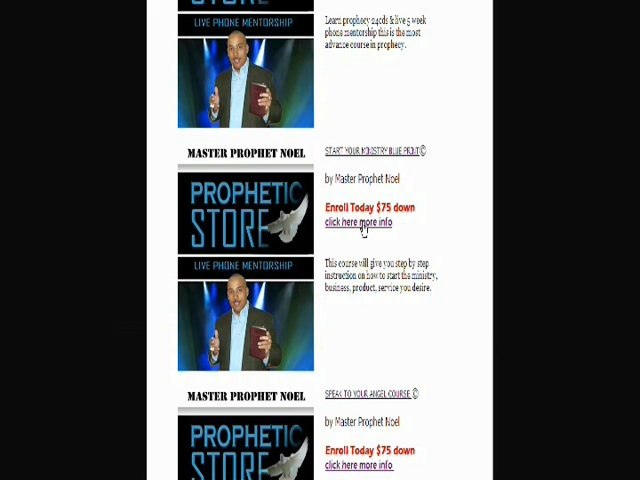 STORE
LIVE PHONE MENTORSHIP
Learn prophecy 24cds & live 5 week
phone mentorship this is the most
advance course in prophecy.
MASTER PROPHET NOEL
PROPHETIC
STORE
LIVE PHONE MENTORSHIP
START YOUR MINISTRY BLUE PRINT©
by Master Prophet Noel
Enroll Today $75 down
click here more info
This course will give you step by step
instruction on how to start the ministry,
business, product, service you desire.
MASTER PROPHET NOEL
PROPHETIC
STORE
SPEAK TO YOUR ANGEL COURSE ©
by Master Prophet Noel
Enroll Today $75 down
click here more info